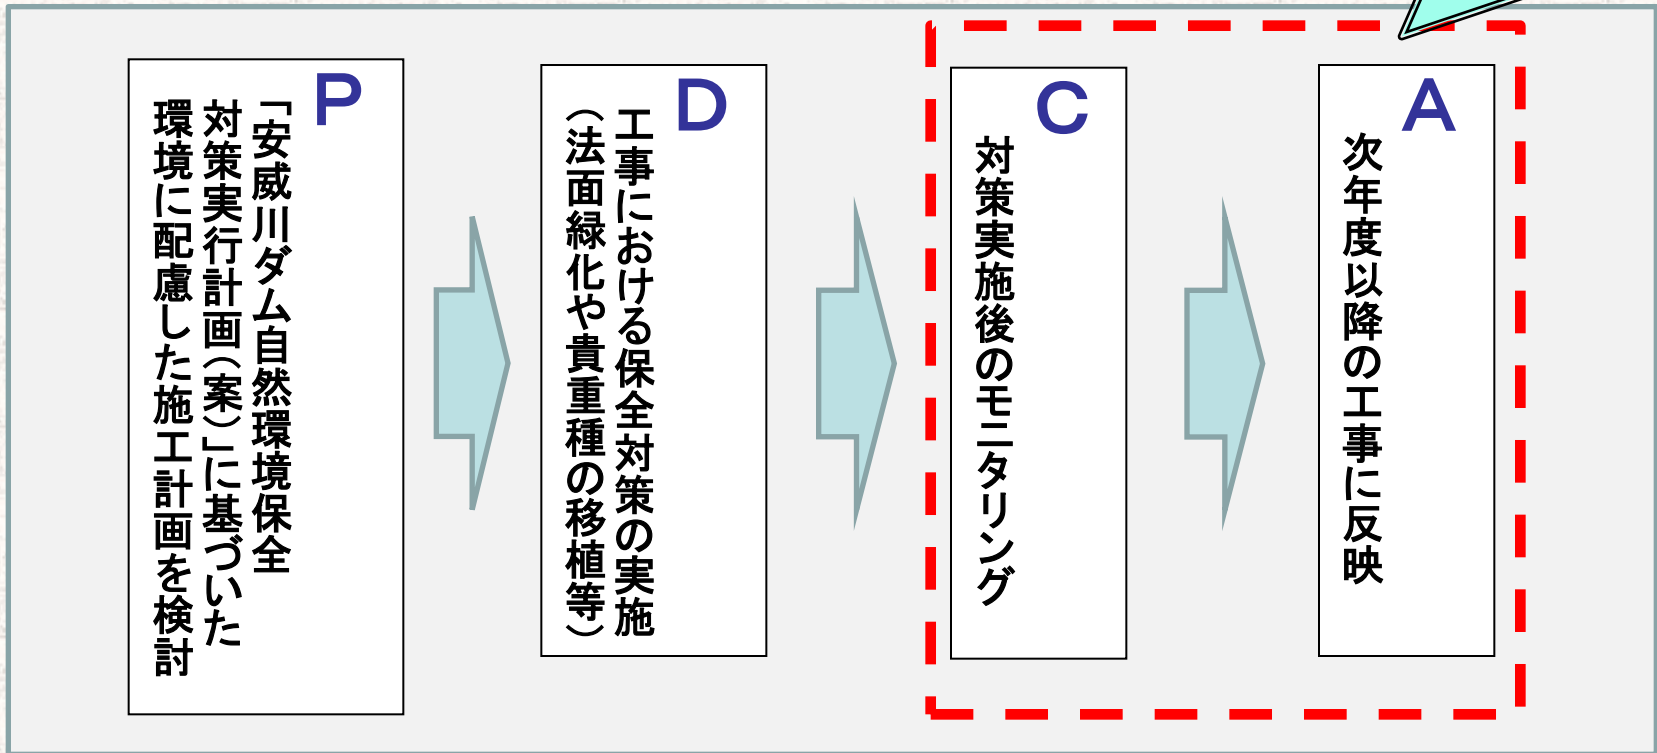 P
「安威川ダム自然環境保全
対策実行計画(案)」に基づいた
環境に配慮した施工計画を検討
D
工事における保全対策の実施
(法面緑化や貴重種の移植等)
C
対策実施後のモニタリング
A
次年度以降の工事に反映